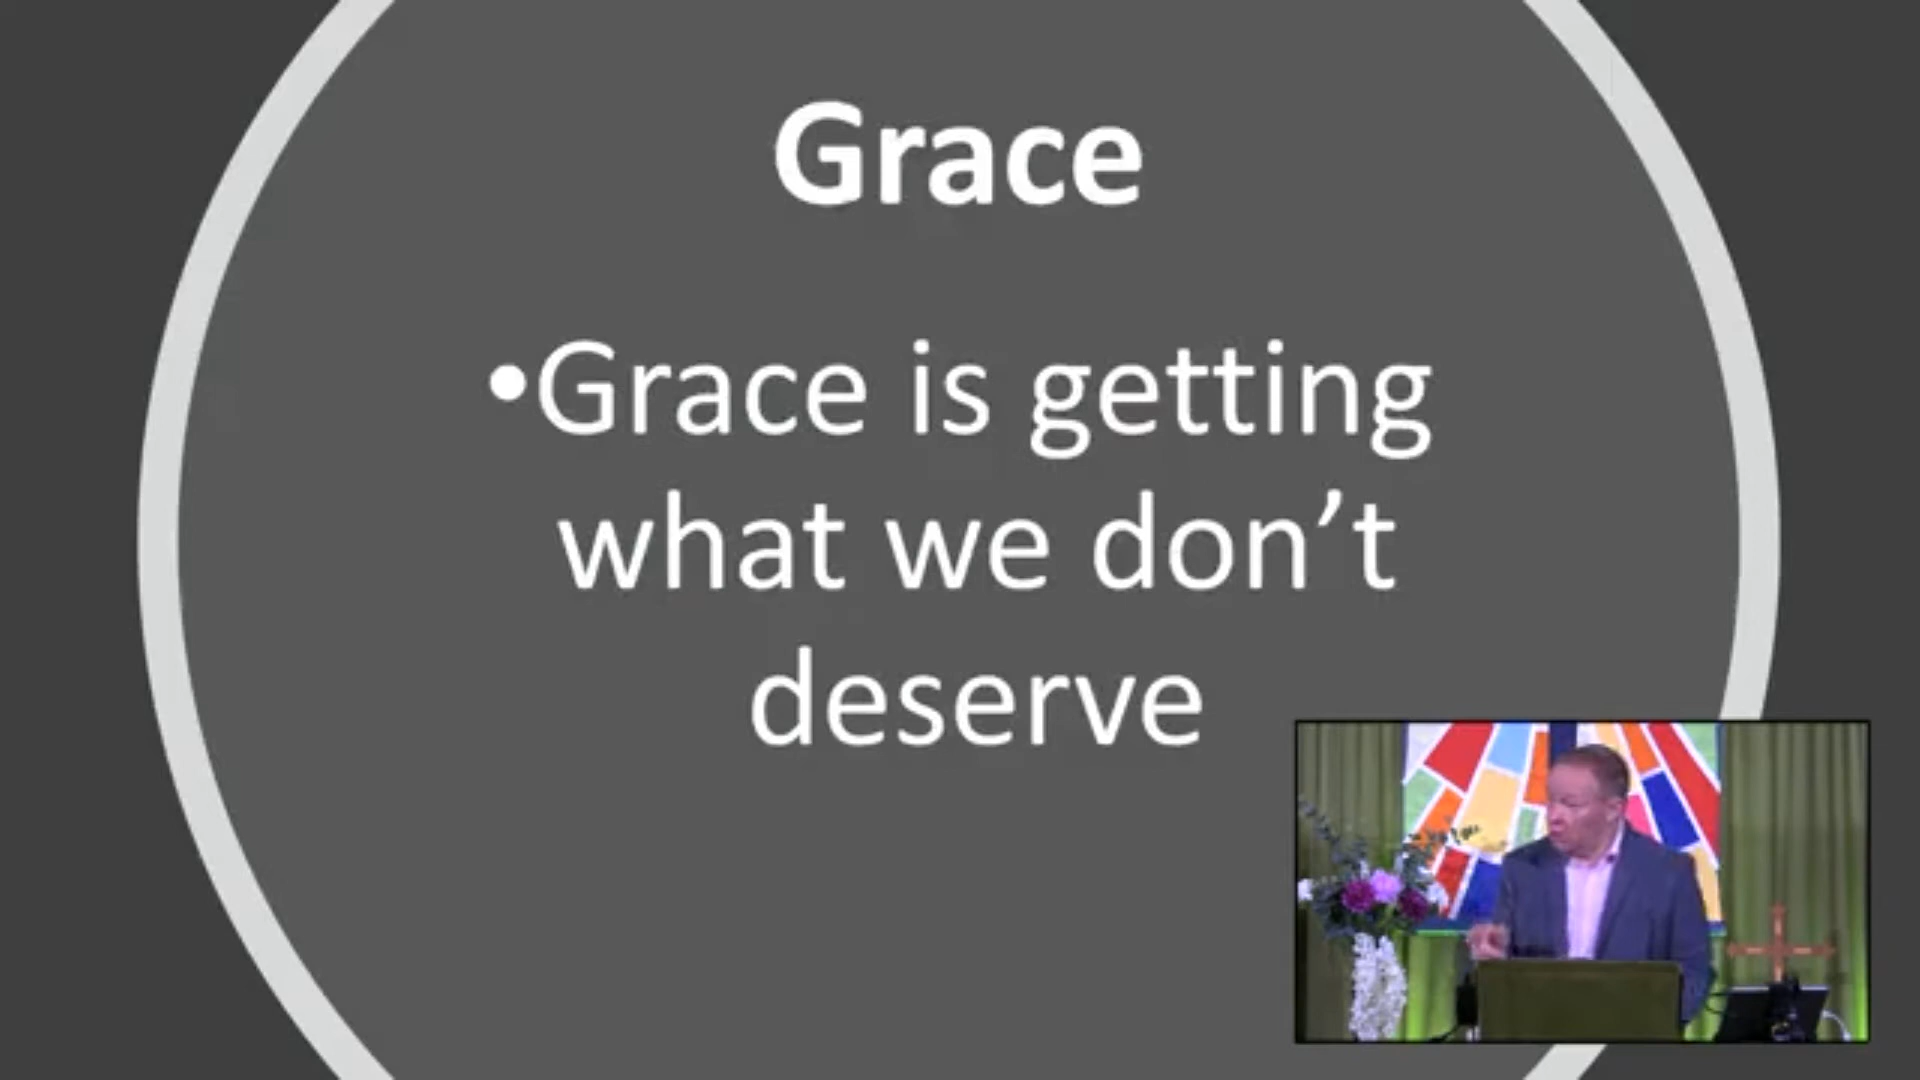 Grace
•Grace is getting
what we don’t
deserve